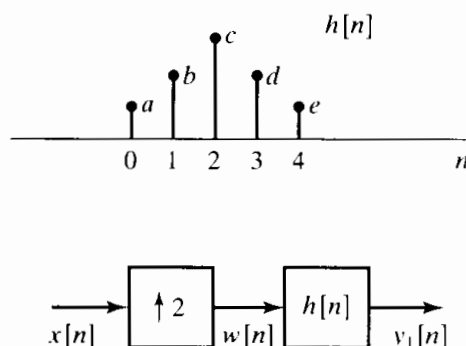 h[n]
c
b d
a e
0 1 2 3 4 n
↑ 2 h[n]
x[n] w[n] y₁[n]